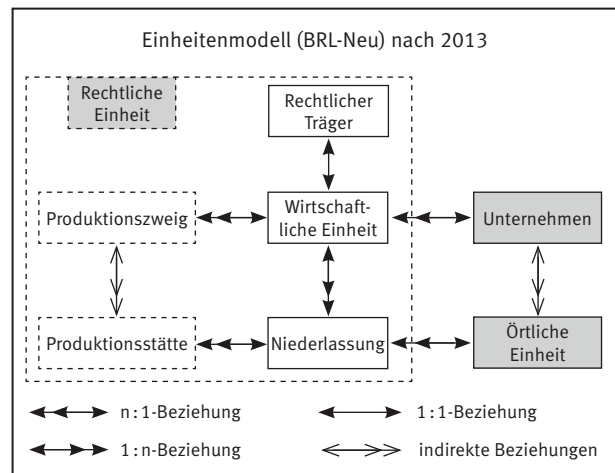 Einheitenmodell (BRL-Neu) nach 2013
Rechtliche
Einheit
Rechtlicher
Träger
Produktionszweig
Wirtschaft-
liche Einheit
Unternehmen
Produktionsstätte
Niederlassung
Örtliche
Einheit
n:1-Beziehung
1:1-Beziehung
1:n-Beziehung
indirekte Beziehungen